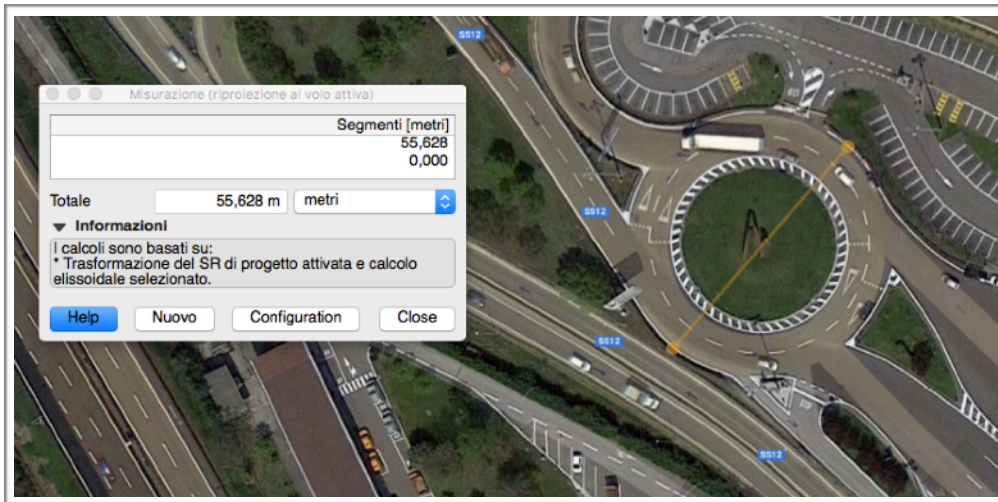 SS12
Misurazione (riproiezione al volo attiva)
Segmenti [metri]
55,628
0,000
Totale 55,628 m metri
Informazioni
I calcoli sono basati su:
* Trasformazione del SR di progetto attivata e calcolo
elissoidale selezionato.
Help Nuovo Configuration Close
SS12
SS12
SS12